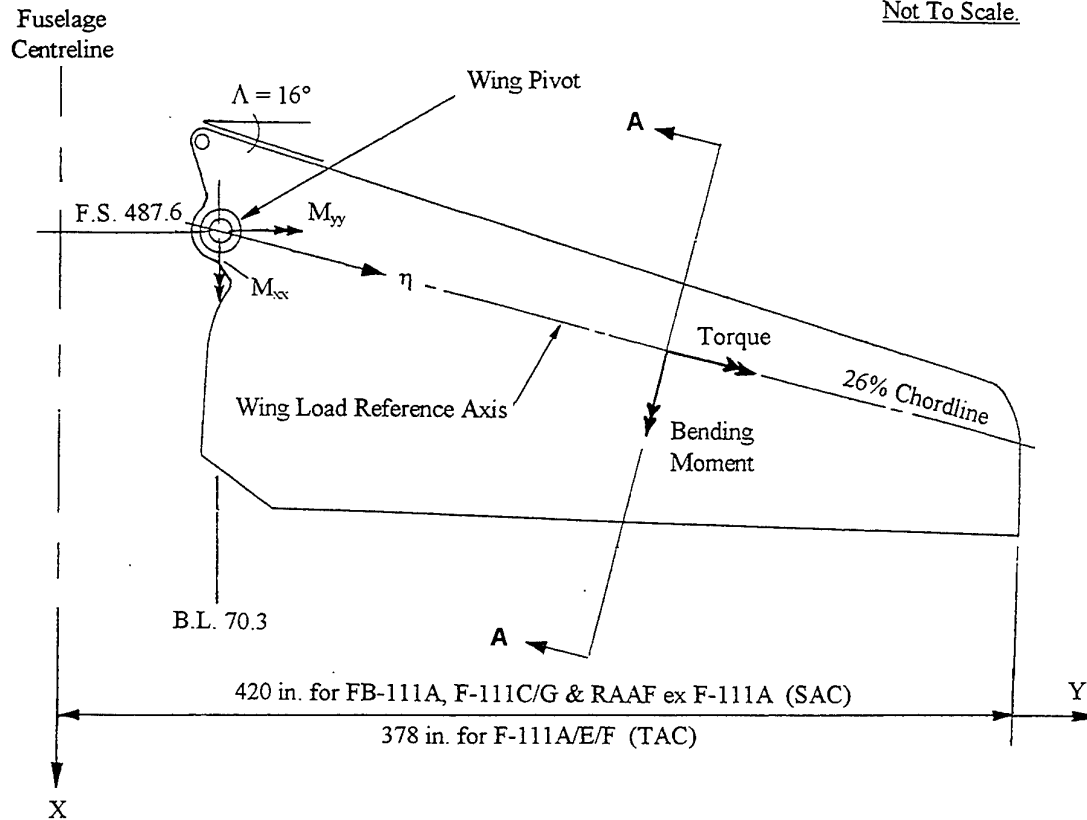 Not To Scale.
Fuselage
Centreline
Λ = 16°
Wing Pivot
A
F.S. 487.6
M_yy
M_xx
η
Torque
26% Chordline
Wing Load Reference Axis
Bending
Moment
B.L. 70.3
A
420 in. for FB-111A, F-111C/G & RAAF ex F-111A (SAC)
Y
378 in. for F-111A/E/F (TAC)
X